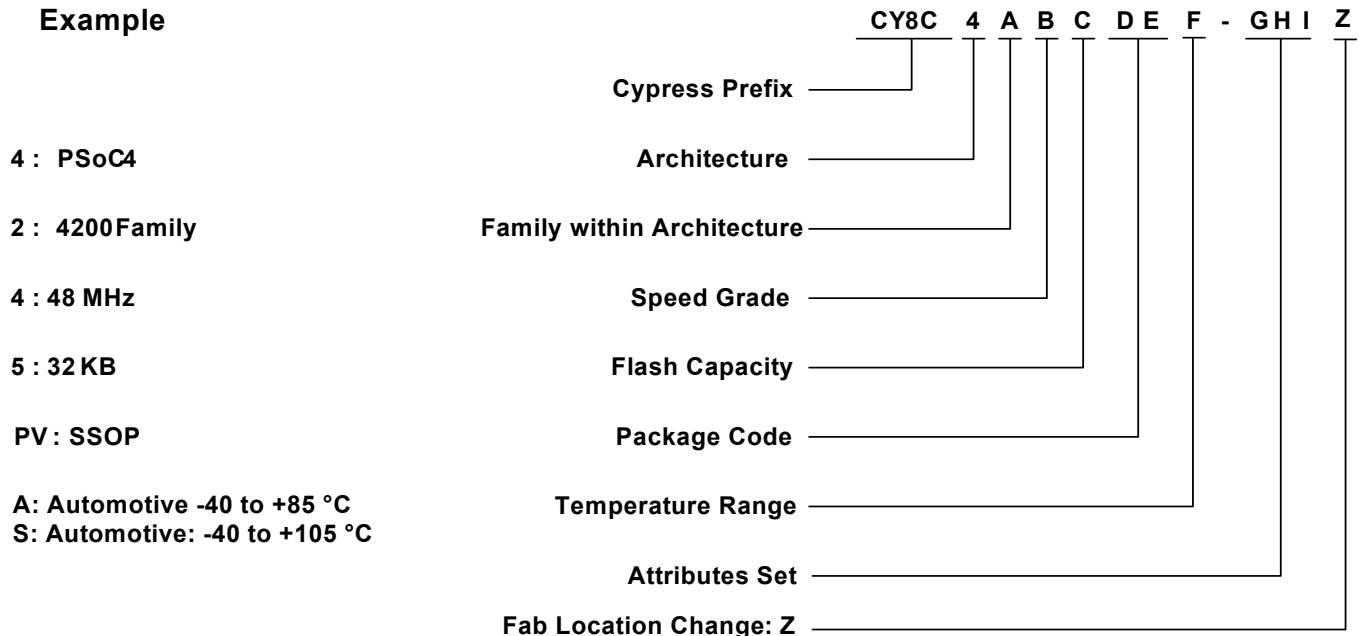 Example CY8C 4 A B C D E F - G H I Z
Cypress Prefix
4 : PSoC4 Architecture
2 : 4200Family Family within Architecture
4 : 48 MHz Speed Grade
5 : 32 KB Flash Capacity
PV : SSOP Package Code
A: Automotive -40 to +85 °C Temperature Range
S: Automotive: -40 to +105 °C
Attributes Set
Fab Location Change: Z